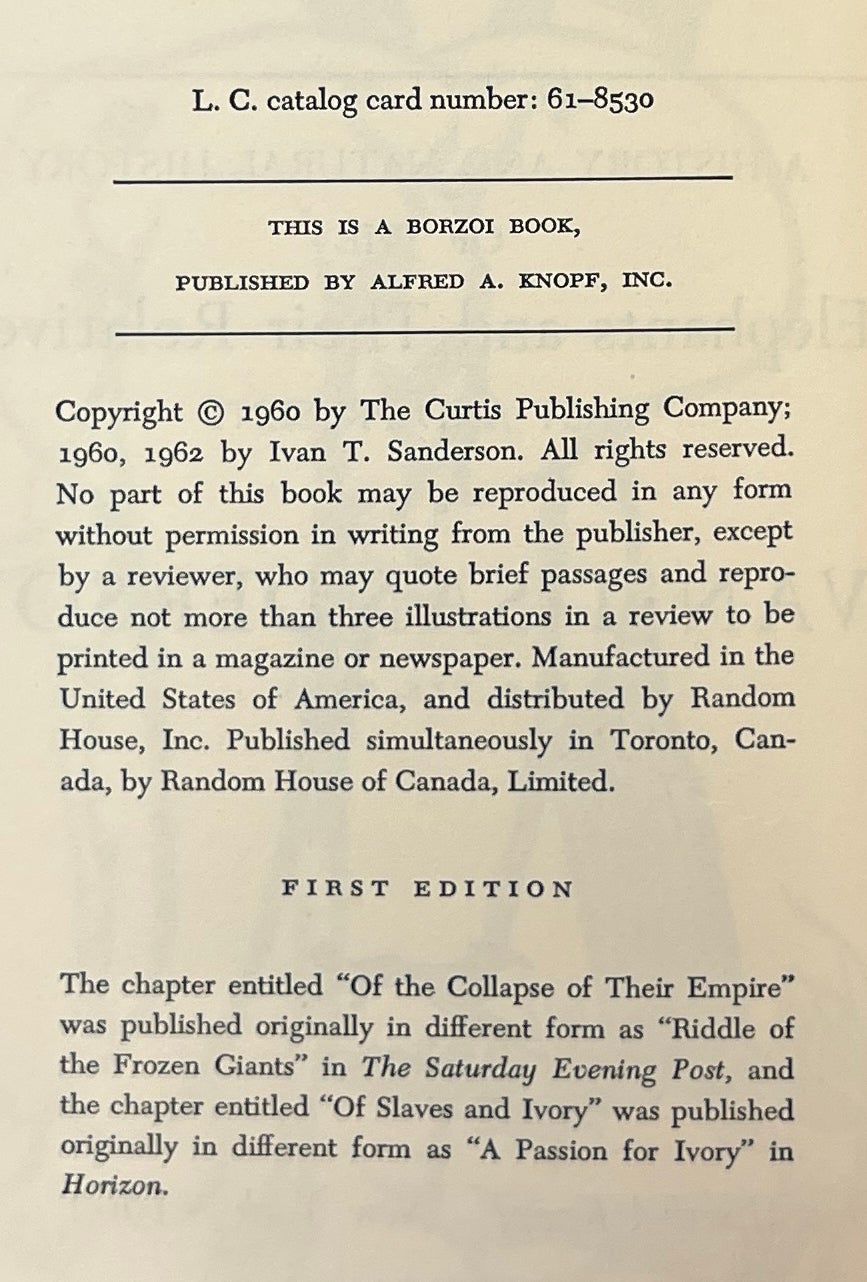 L. C. catalog card number: 61–8530
THIS IS A BORZOI BOOK,
PUBLISHED BY ALFRED A. KNOPF, INC.
Copyright © 1960 by The Curtis Publishing Company;
1960, 1962 by Ivan T. Sanderson. All rights reserved.
No part of this book may be reproduced in any form
without permission in writing from the publisher, except
by a reviewer, who may quote brief passages and repro-
duce not more than three illustrations in a review to be
printed in a magazine or newspaper. Manufactured in the
United States of America, and distributed by Random
House, Inc. Published simultaneously in Toronto, Can-
ada, by Random House of Canada, Limited.
FIRST EDITION
The chapter entitled “Of the Collapse of Their Empire”
was published originally in different form as “Riddle of
the Frozen Giants” in The Saturday Evening Post, and
the chapter entitled “Of Slaves and Ivory” was published
originally in different form as “A Passion for Ivory” in
Horizon.